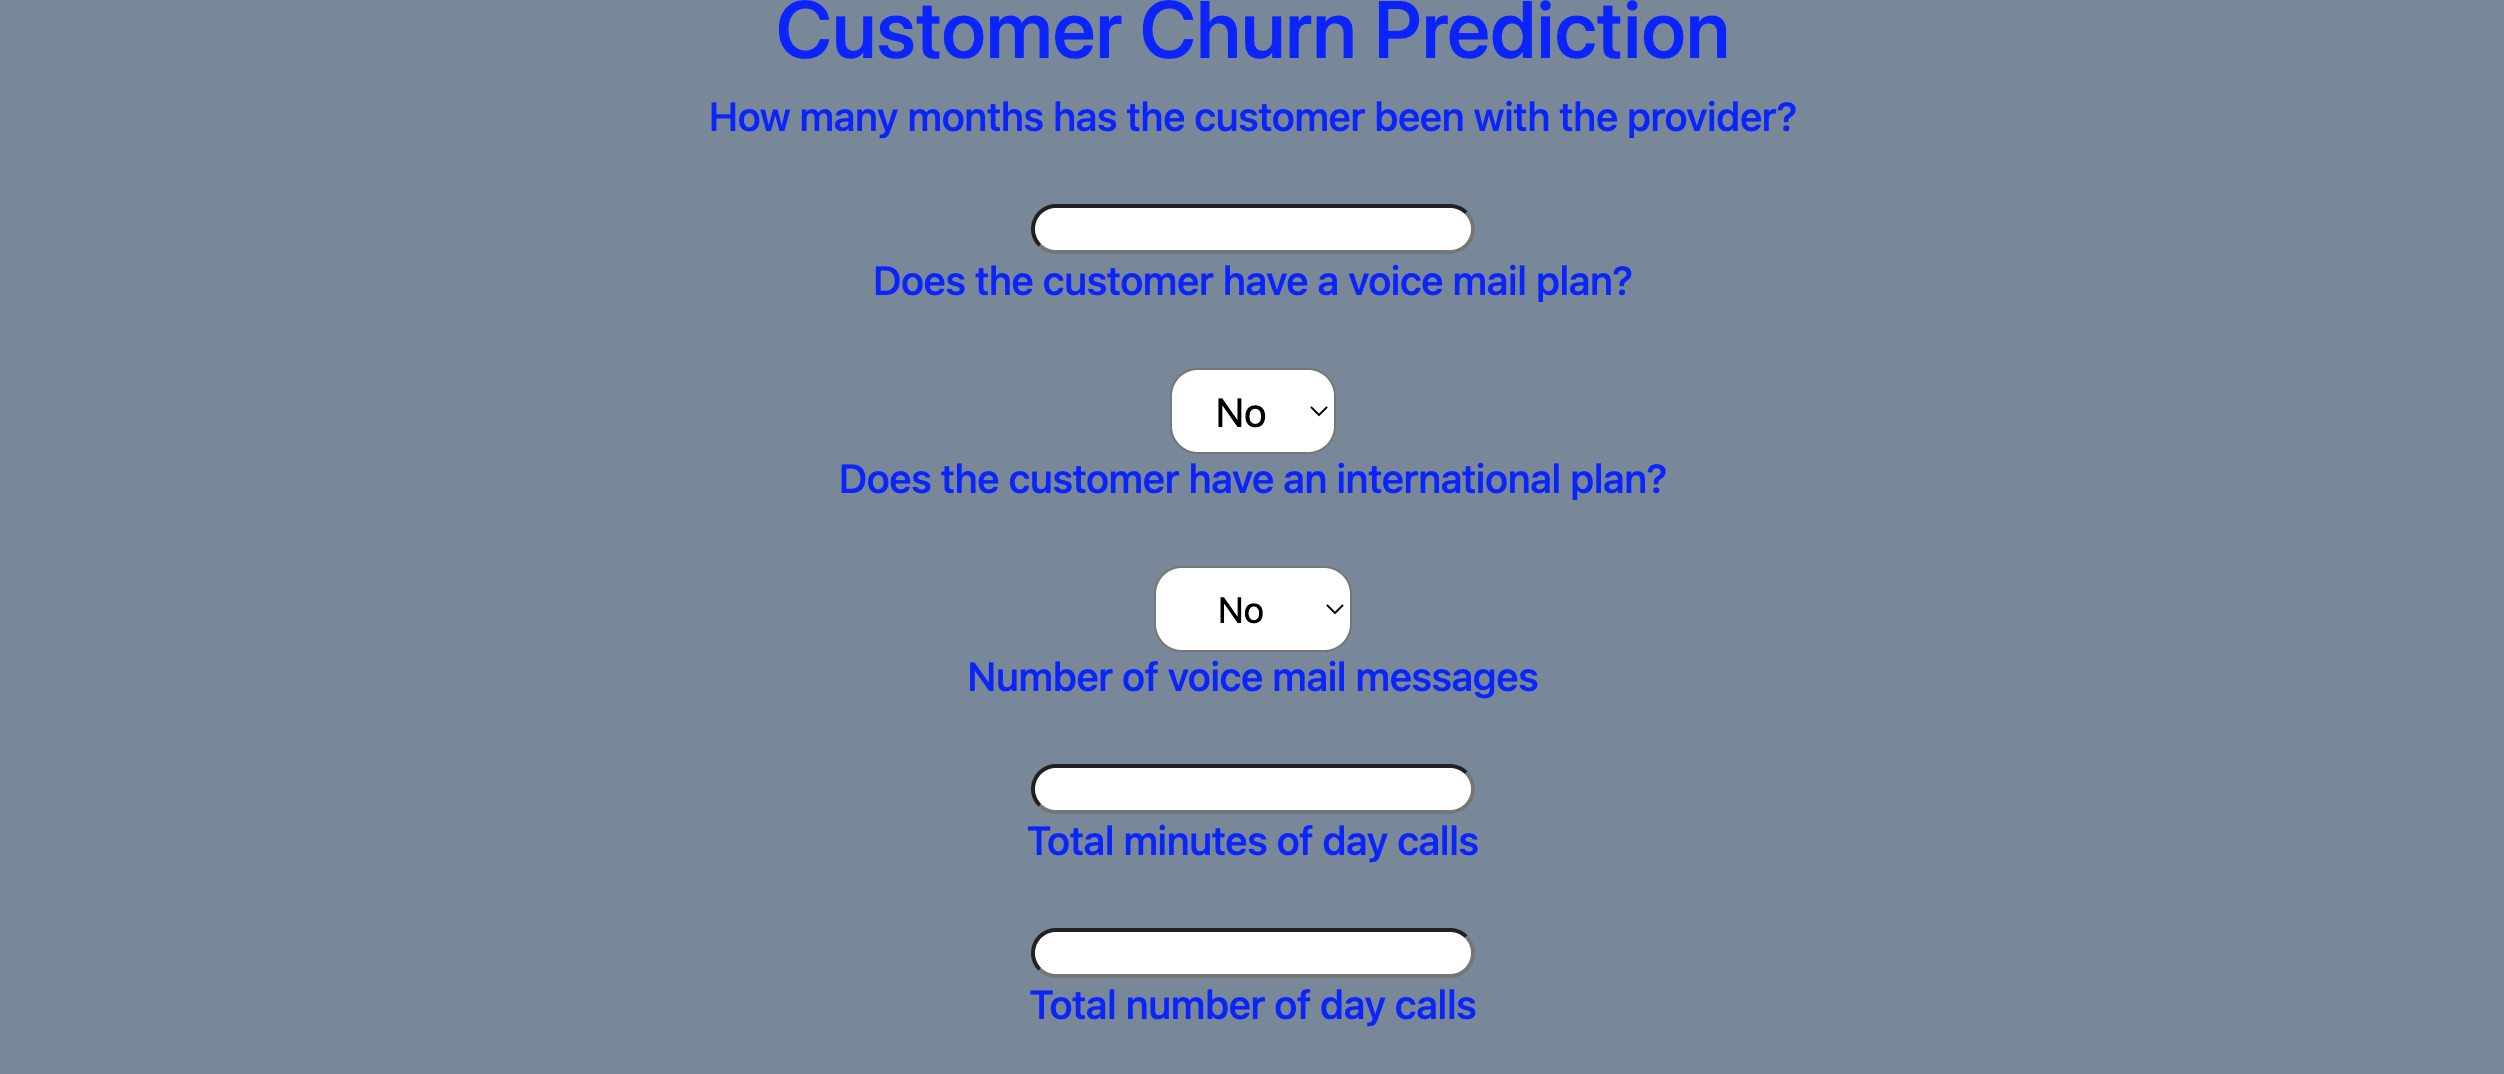 Customer Churn Prediction
How many months has the customer been with the provider?
Does the customer have a voice mail plan?
No
Does the customer have an international plan?
No
Number of voice mail messages
Total minutes of day calls
Total number of day calls